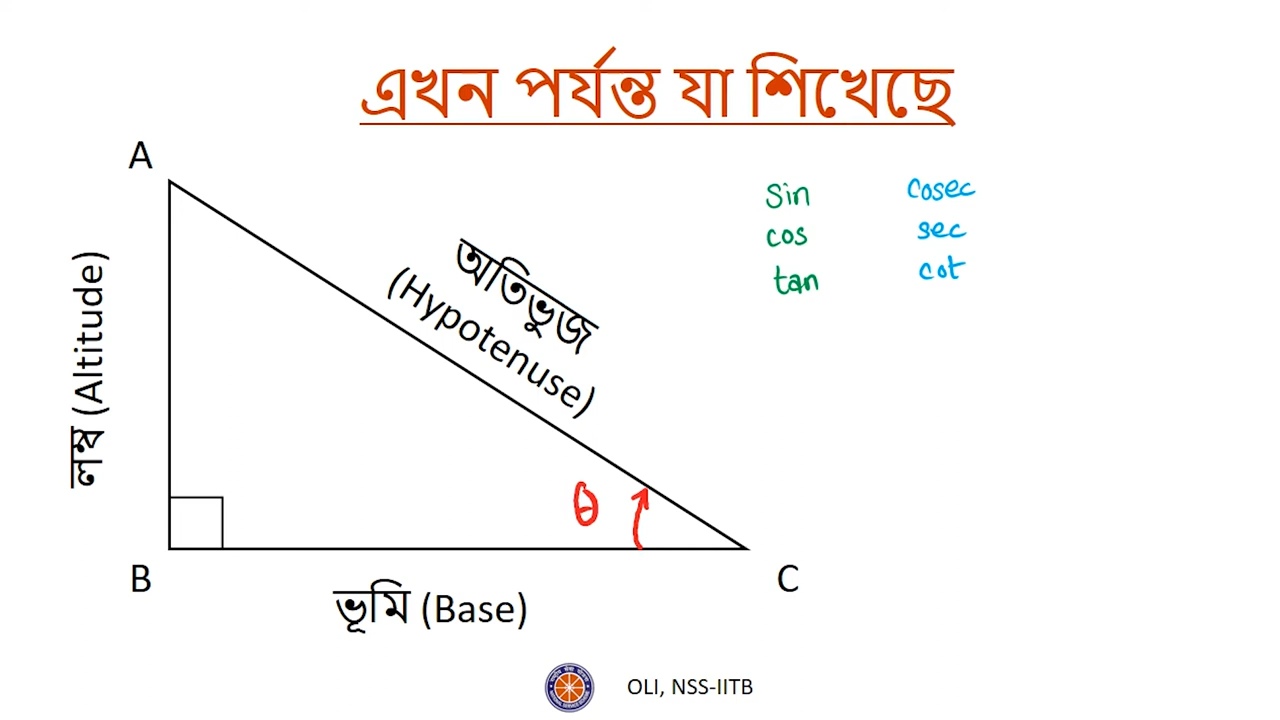 এখন পর্যন্ত যা শিখেছে
A
sin cosec
cos sec
tan cot
অতিভুজ
(Hypotenuse)
লম্ব (Altitude)
θ
B
C
ভূমি (Base)
OLI, NSS-IITB